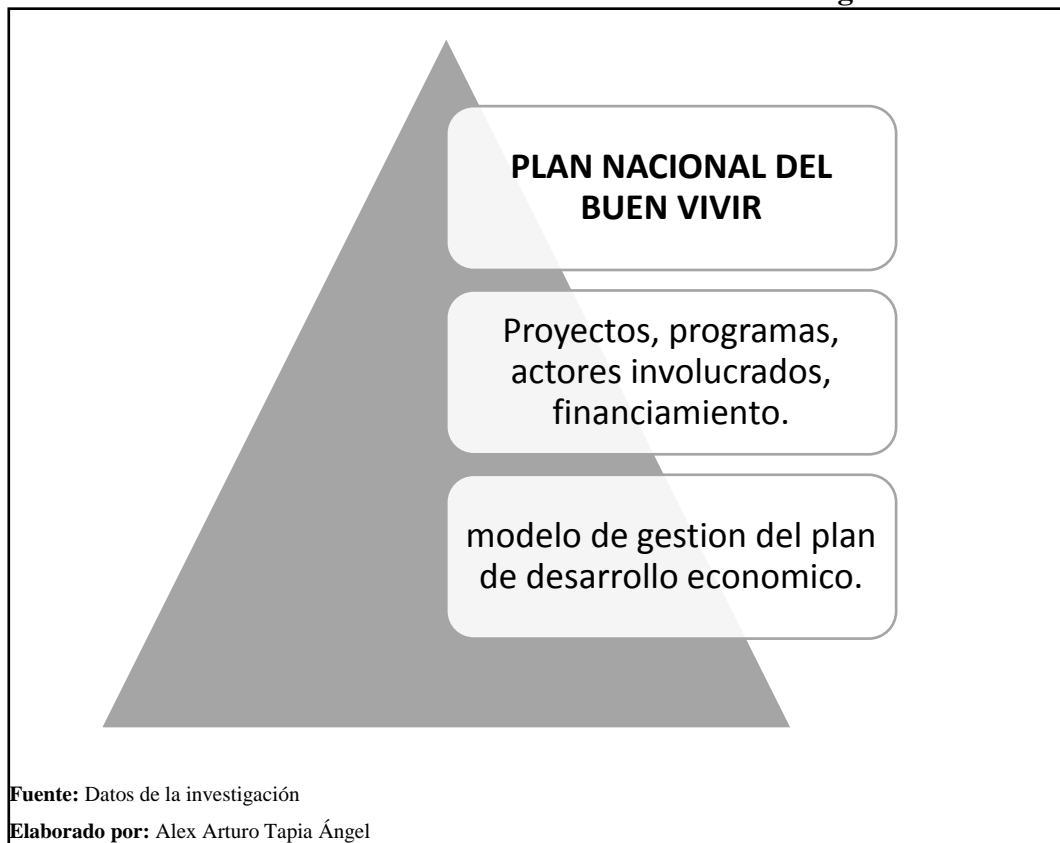 PLAN NACIONAL DEL
BUEN VIVIR
Proyectos, programas,
actores involucrados,
financiamiento.
modelo de gestion del plan
de desarrollo economico.
Fuente: Datos de la investigación
Elaborado por: Alex Arturo Tapia Ángel